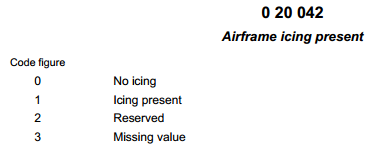 0 20 042
Airframe icing present
Code figure
0 No icing
1 Icing present
2 Reserved
3 Missing value